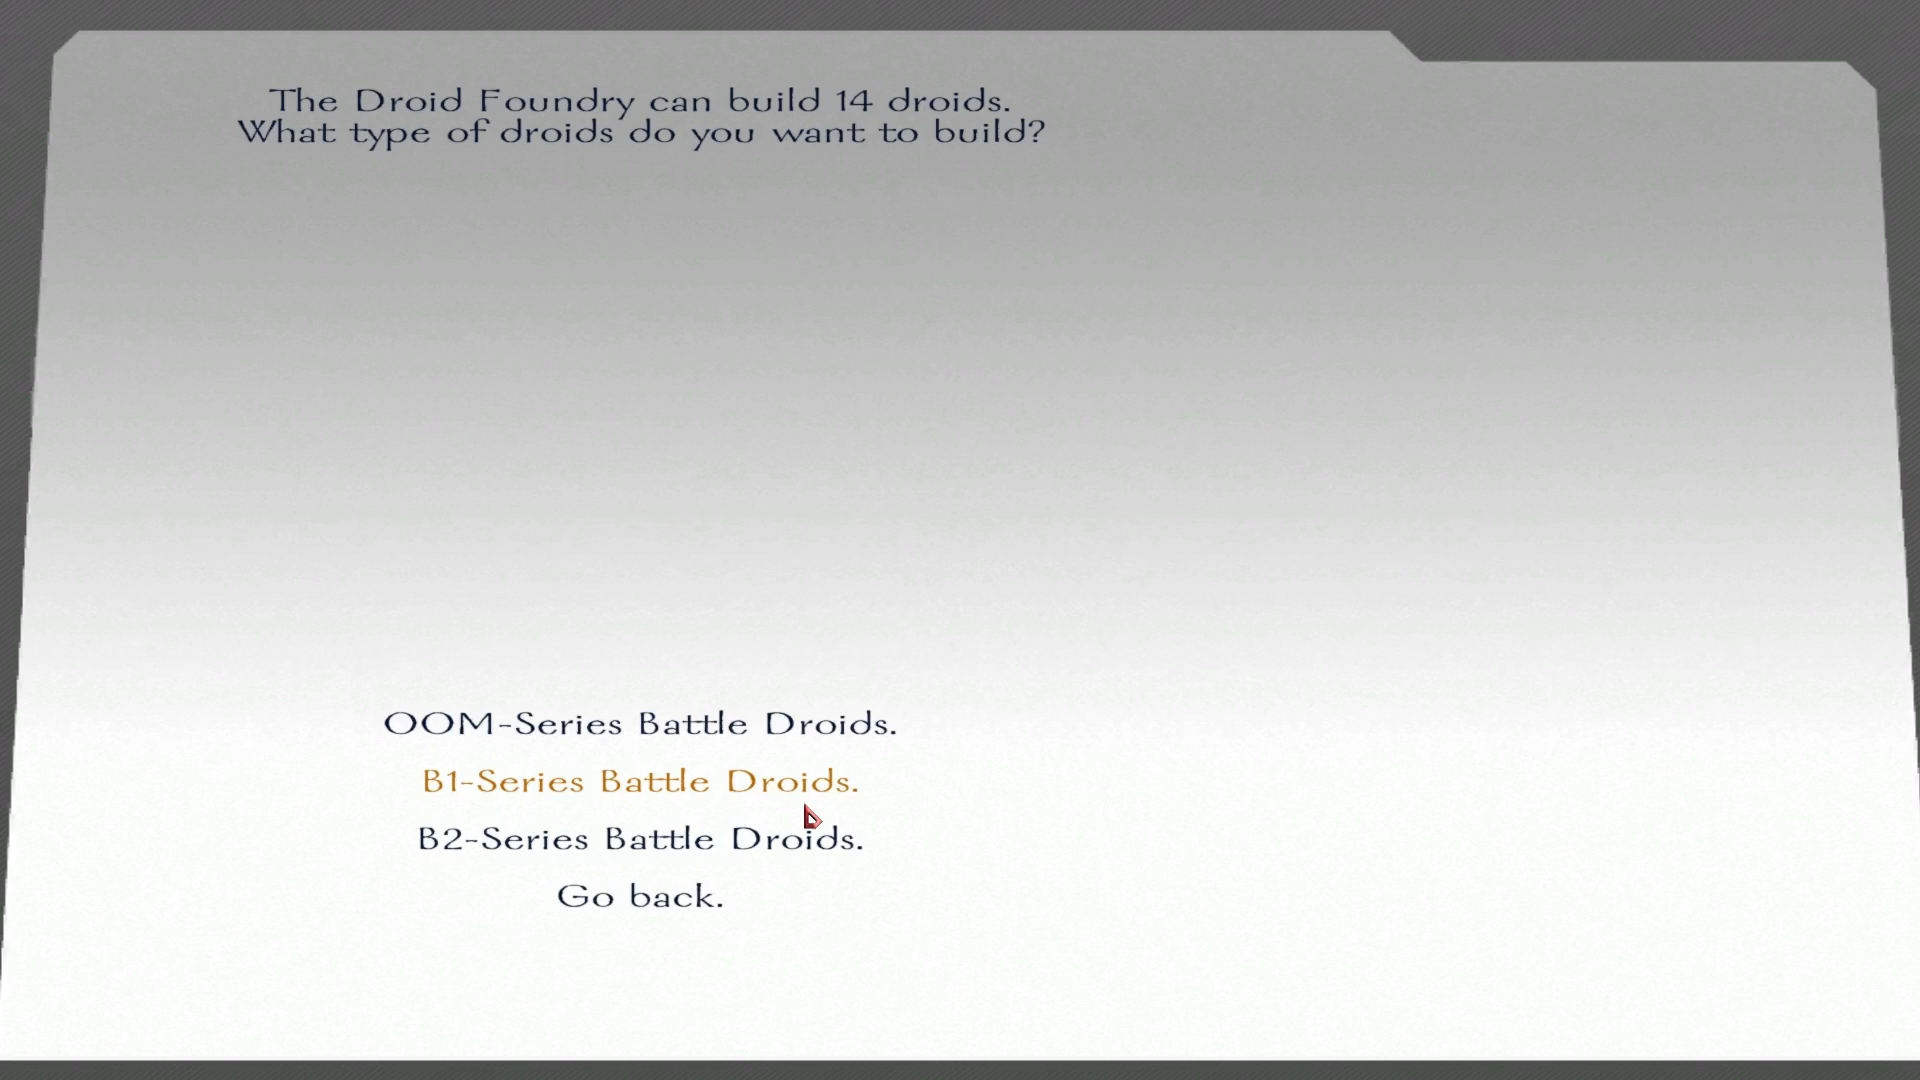 The Droid Foundry can build 14 droids.
What type of droids do you want to build?
OOM-Series Battle Droids.
B1-Series Battle Droids.
B2-Series Battle Droids.
Go back.